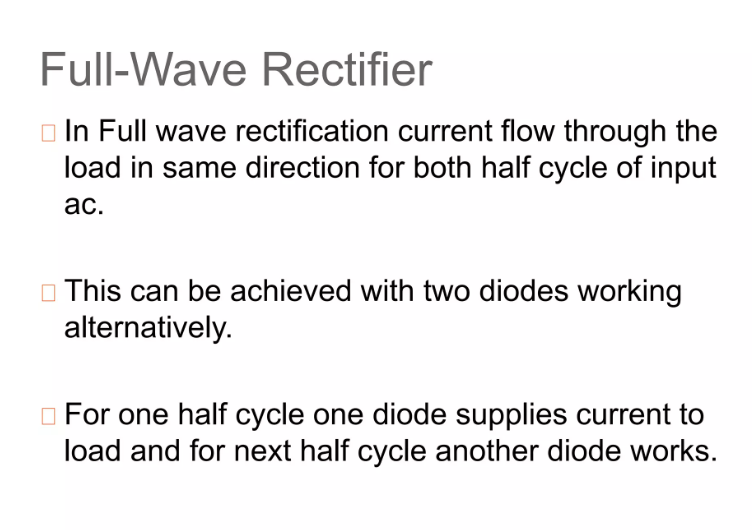 Full-Wave Rectifier
In Full wave rectification current flow through the
load in same direction for both half cycle of input
ac.
This can be achieved with two diodes working
alternatively.
For one half cycle one diode supplies current to
load and for next half cycle another diode works.